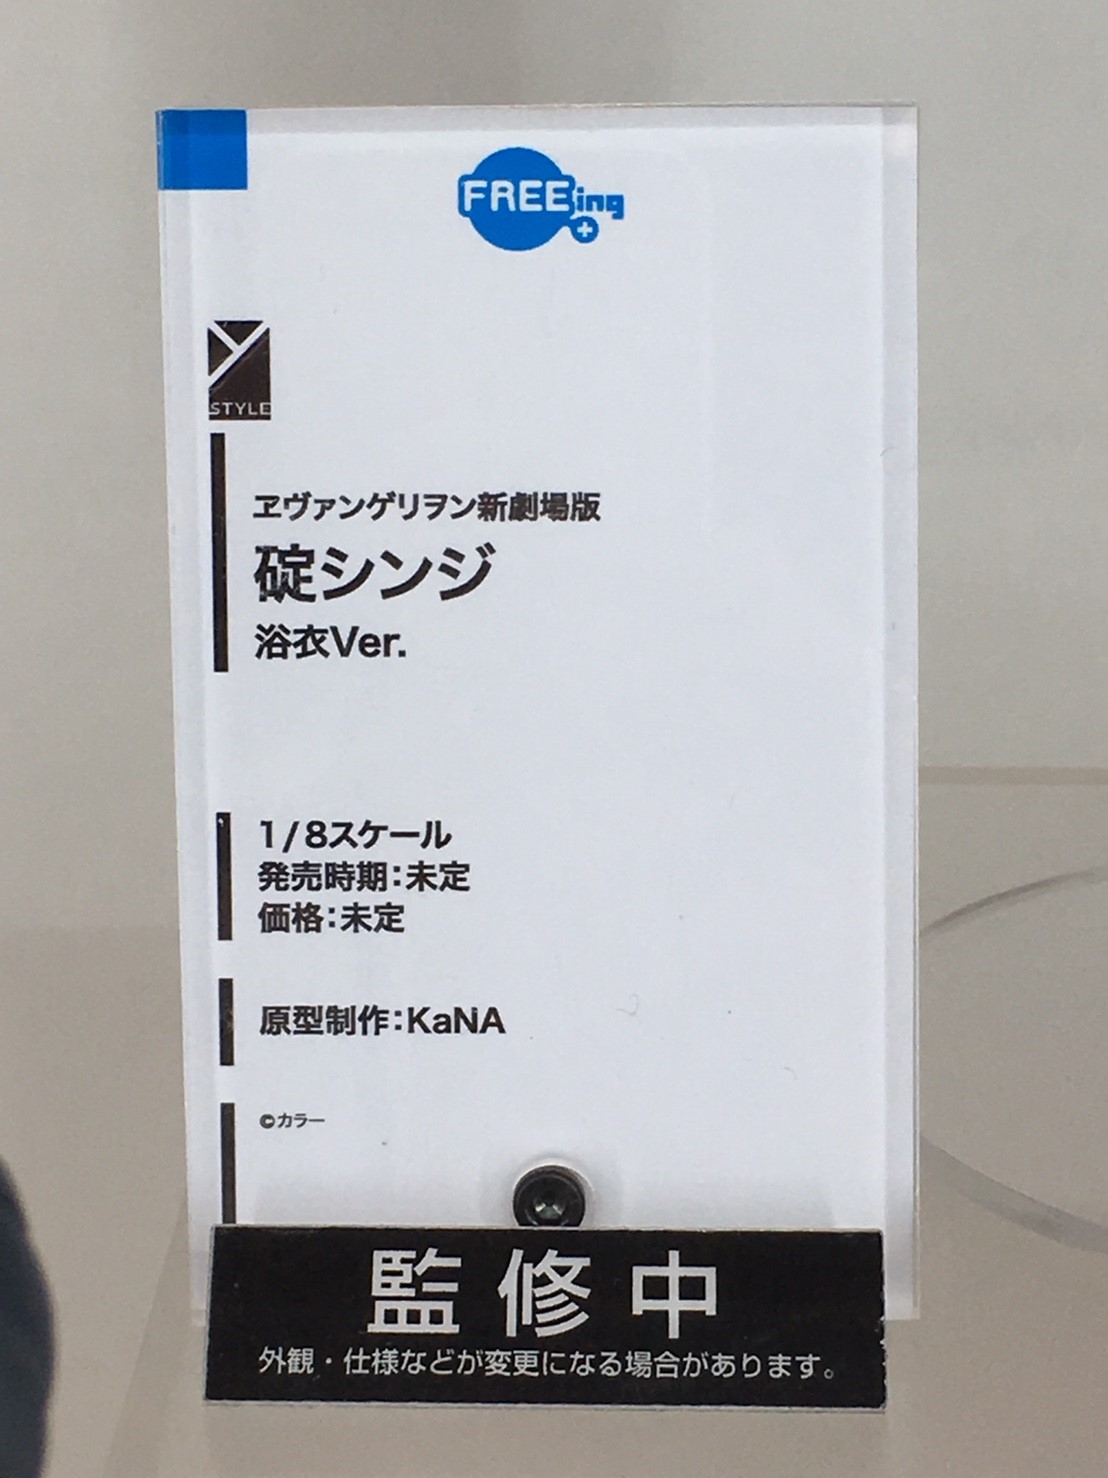 FREEing
Y STYLE
ヱヴァンゲリヲン新劇場版
碇シンジ
浴衣Ver.
1/8スケール
発売時期：未定
価格：未定
原型制作：KaNA
©カラー
監修中
外観・仕様などが変更になる場合があります。